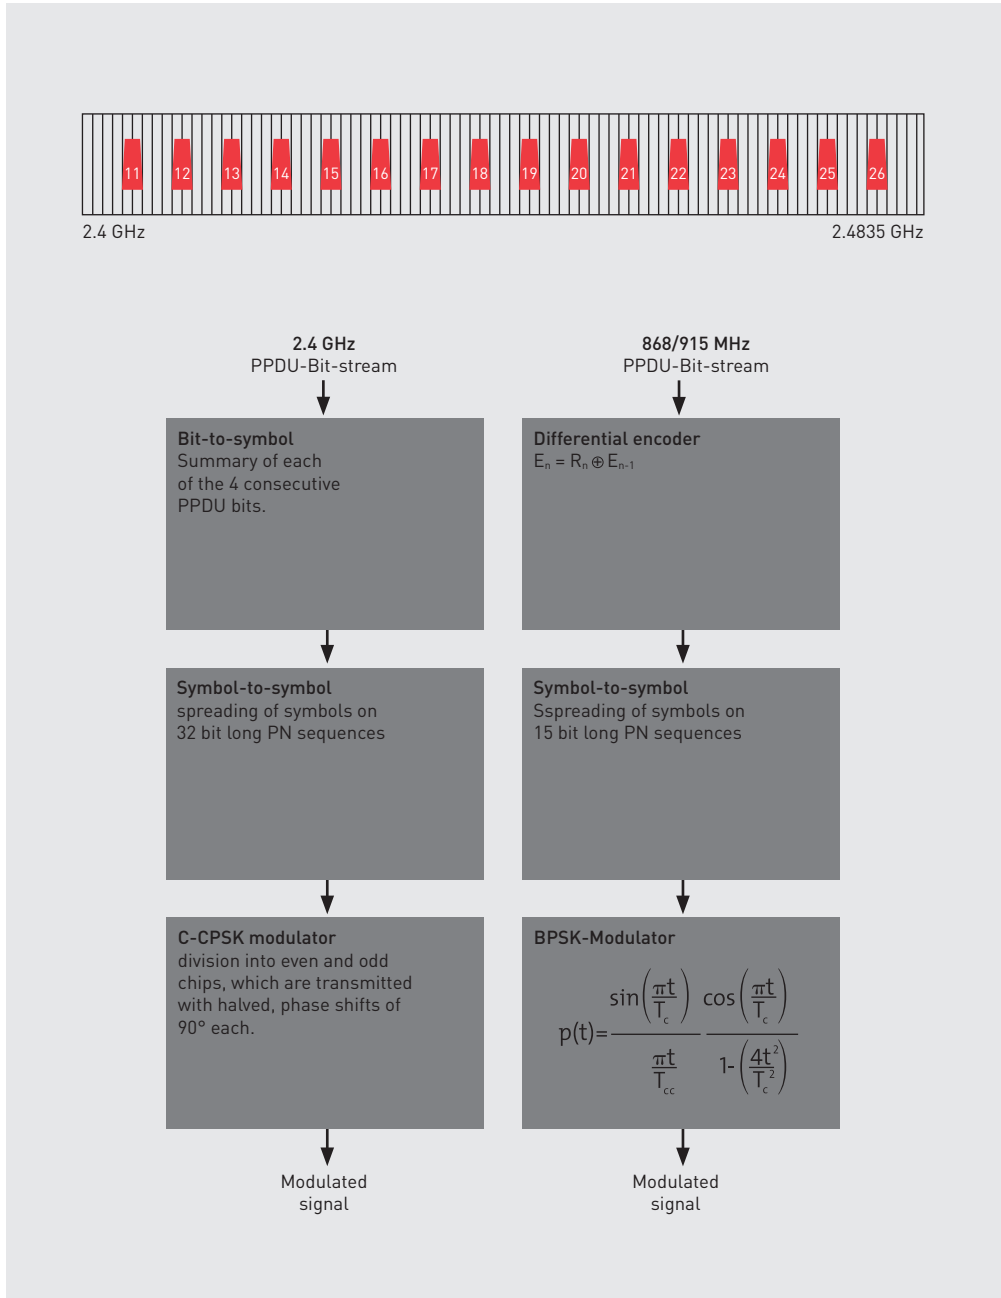 11 12 13 14 15 16 17 18 19 20 21 22 23 24 25 26
2.4 GHz 2.4835 GHz
2.4 GHz
PPDU-Bit-stream
Bit-to-symbol
Summary of each
of the 4 consecutive
PPDU bits.
Symbol-to-symbol
spreading of symbols on
32 bit long PN sequences
C-CPSK modulator
division into even and odd
chips, which are transmitted
with halved, phase shifts of
90° each.
Modulated
signal
868/915 MHz
PPDU-Bit-stream
Differential encoder
Eₙ = Rₙ ⊕ Eₙ₋₁
Symbol-to-symbol
Sspreading of symbols on
15 bit long PN sequences
BPSK-Modulator
p(t)= sin(πt/T_c) / (πt/T_cc) cos(πt/T_c) / (1-(4t²/T_c²))
Modulated
signal